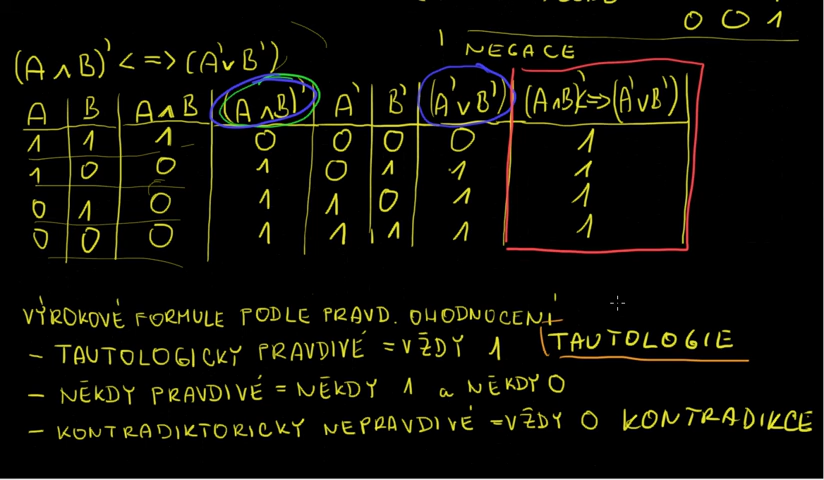 0 0 1
NEGACE
(A ∧ B)' <=> (A' ∨ B')
A B A ∧ B (A ∧ B)' A' B' (A' ∨ B') (A ∧ B)' <=> (A' ∨ B')
1 1 1 0 0 0 0 1
1 0 0 1 0 1 1 1
0 1 0 1 1 0 1 1
0 0 0 1 1 1 1 1
VÝROKOVÉ FORMULE PODLE PRAVD. OHODNOCENÍ
- TAUTOLOGICKY PRAVDIVÉ = VŽDY 1 TAUTOLOGIE
- NĚKDY PRAVDIVÉ = NĚKDY 1 a NĚKDY 0
- KONTRADIKTORICKY NEPRAVDIVÉ = VŽDY 0 KONTRADIKCE